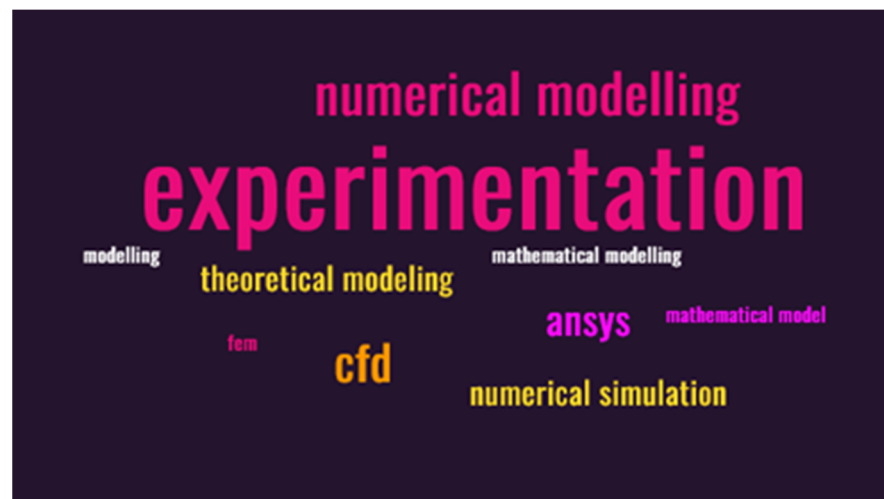 numerical modelling
experimentation
modelling
mathematical modelling
theoretical modeling
ansys
mathematical model
fem
cfd
numerical simulation